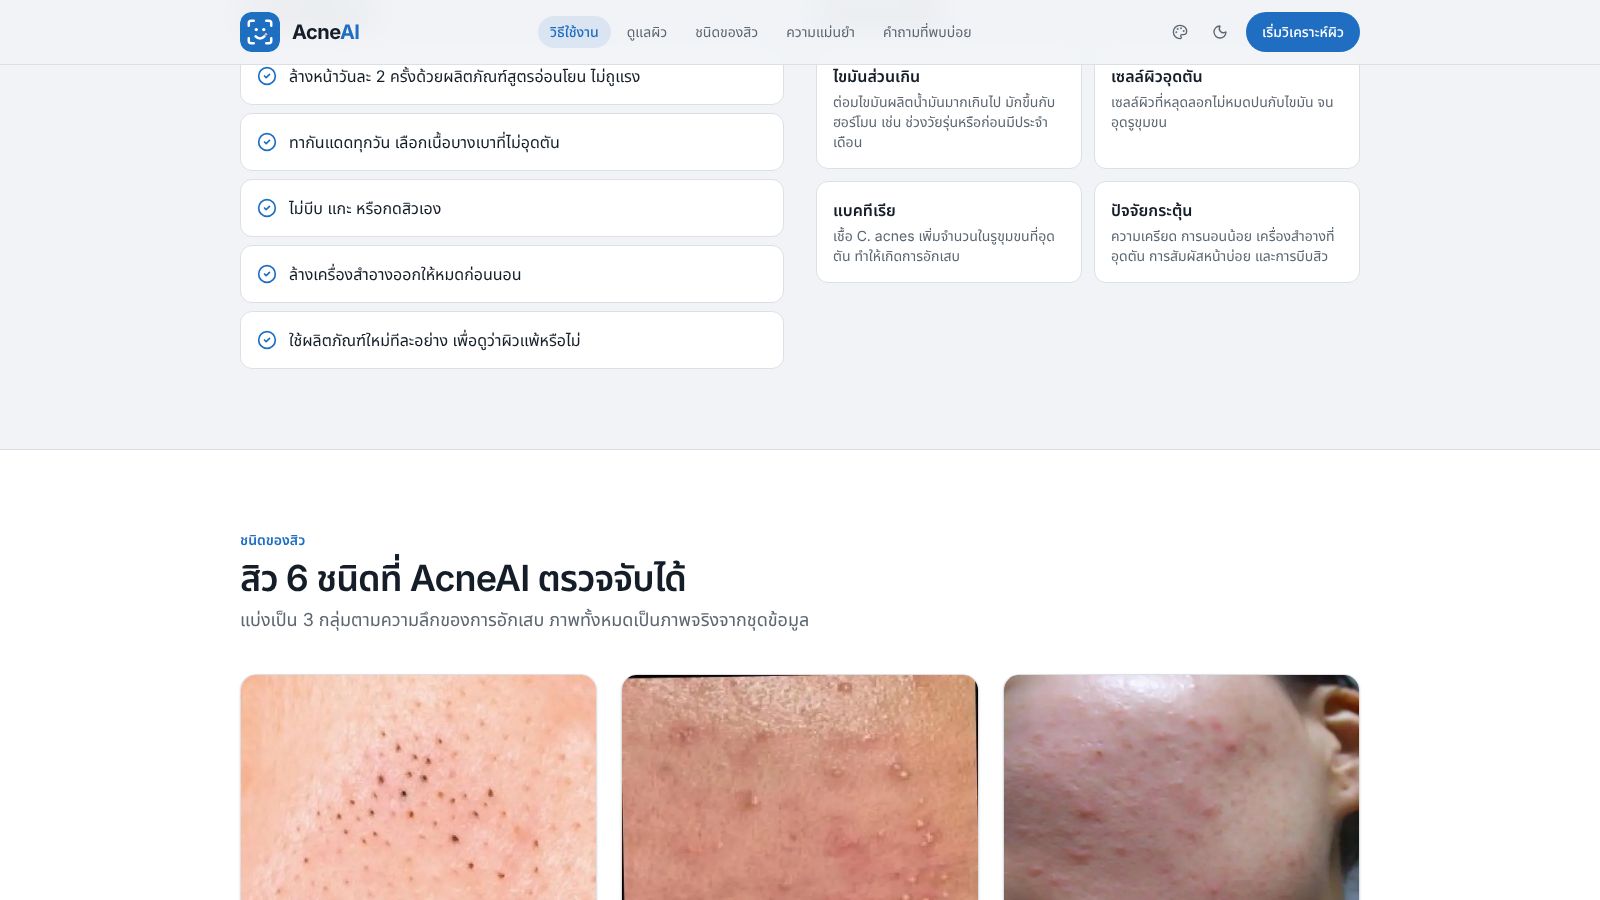 AcneAI
วิธีใช้งาน
ดูแลผิว
ชนิดของสิว
ความแม่นยำ
คำถามที่พบบ่อย
เริ่มวิเคราะห์ผิว
ล้างหน้าวันละ 2 ครั้งด้วยผลิตภัณฑ์สูตรอ่อนโยน ไม่ถูแรง
ทากันแดดทุกวัน เลือกเนื้อบางเบาที่ไม่อุดตัน
ไม่บีบ แกะ หรือกดสิวเอง
ล้างเครื่องสำอางออกให้หมดก่อนนอน
ใช้ผลิตภัณฑ์ใหม่ทีละอย่าง เพื่อดูว่าผิวแพ้หรือไม่
ไขมันส่วนเกิน
ต่อมไขมันผลิตน้ำมันมากเกินไป มักขึ้นกับ
ฮอร์โมน เช่น ช่วงวัยรุ่นหรือก่อนมีประจำ
เดือน
เซลล์ผิวอุดตัน
เซลล์ผิวที่หลุดลอกไม่หมดปนกับไขมัน จน
อุดรูขุมขน
แบคทีเรีย
เชื้อ C. acnes เพิ่มจำนวนในรูขุมขนที่อุด
ตัน ทำให้เกิดการอักเสบ
ปัจจัยกระตุ้น
ความเครียด การนอนน้อย เครื่องสำอางที่
อุดตัน การสัมผัสหน้าบ่อย และการบีบสิว
ชนิดของสิว
สิว 6 ชนิดที่ AcneAI ตรวจจับได้
แบ่งเป็น 3 กลุ่มตามความลึกของการอักเสบ ภาพทั้งหมดเป็นภาพจริงจากชุดข้อมูล